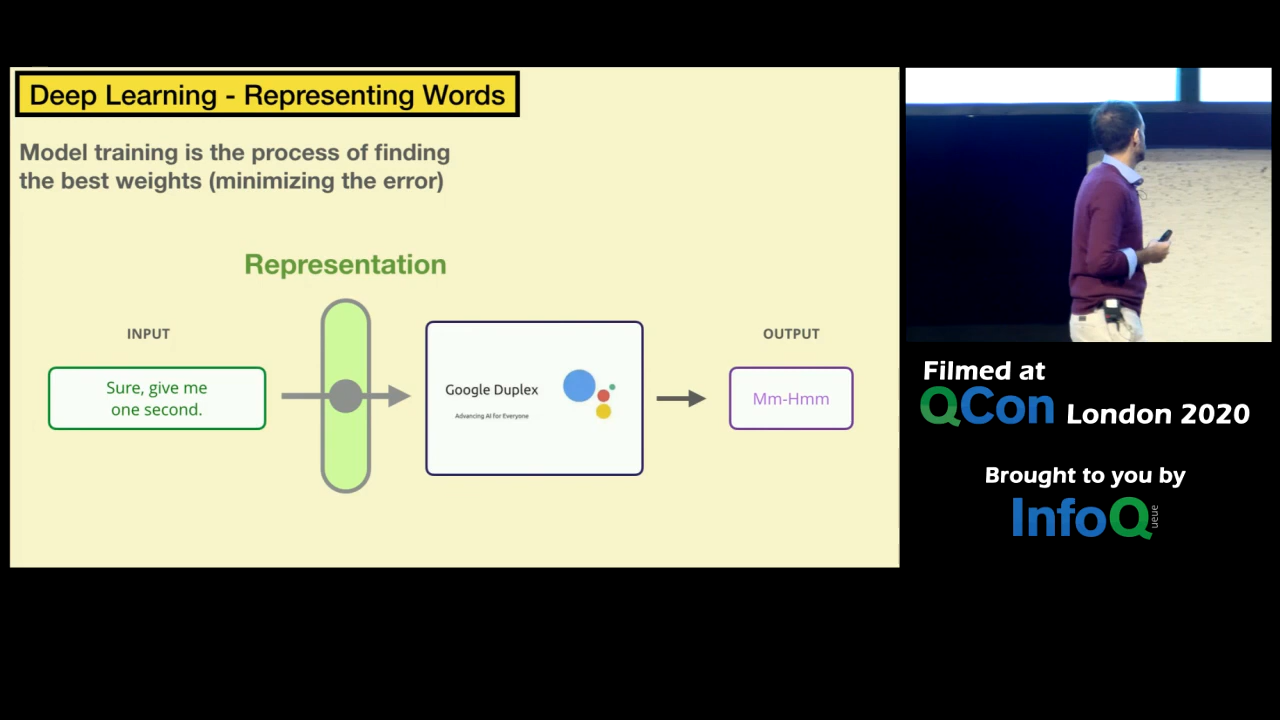 Deep Learning - Representing Words
Model training is the process of finding
the best weights (minimizing the error)
Representation
INPUT
Sure, give me
one second.
Google Duplex
Advancing AI for Everyone
OUTPUT
Mm-Hmm
Filmed at
QCon London 2020
Brought to you by
InfoQueue